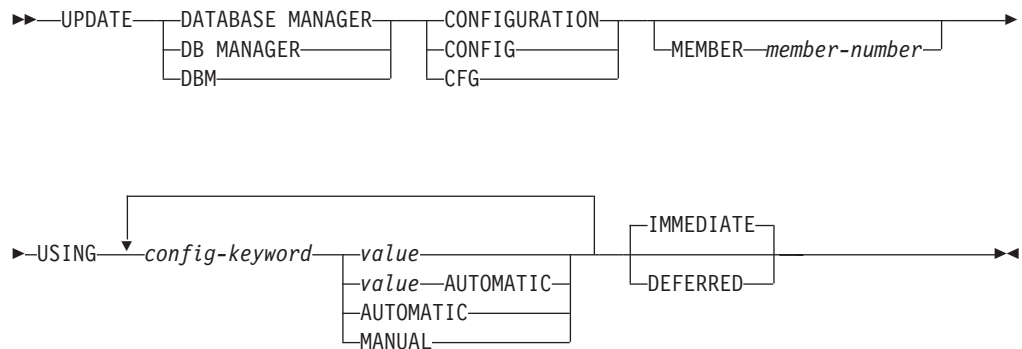 UPDATE DATABASE MANAGER CONFIGURATION
DB MANAGER CONFIG MEMBER member-number
DBM CFG
IMMEDIATE
USING config-keyword value
value AUTOMATIC DEFERRED
AUTOMATIC
MANUAL